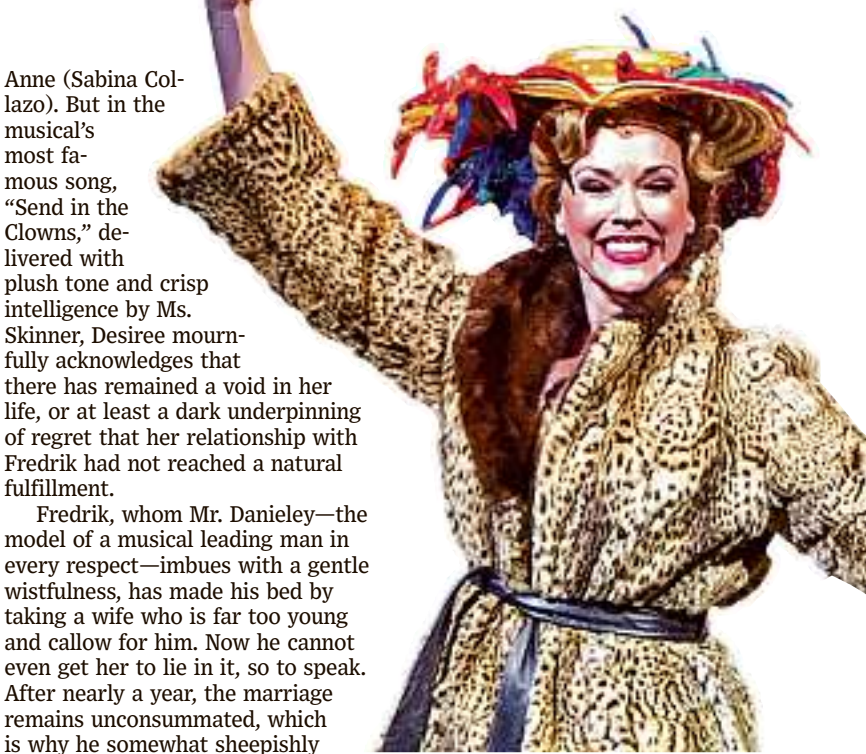 Anne (Sabina Col-
lazo). But in the
musical’s
most fa-
mous song,
“Send in the
Clowns,” de-
livered with
plush tone and crisp
intelligence by Ms.
Skinner, Desiree mourn-
fully acknowledges that
there has remained a void in her
life, or at least a dark underpinning
of regret that her relationship with
Fredrik had not reached a natural
fulfillment.
Fredrik, whom Mr. Danieley—the
model of a musical leading man in
every respect—imbues with a gentle
wistfulness, has made his bed by
taking a wife who is far too young
and callow for him. Now he cannot
even get her to lie in it, so to speak.
After nearly a year, the marriage
remains unconsummated, which
is why he somewhat sheepishly